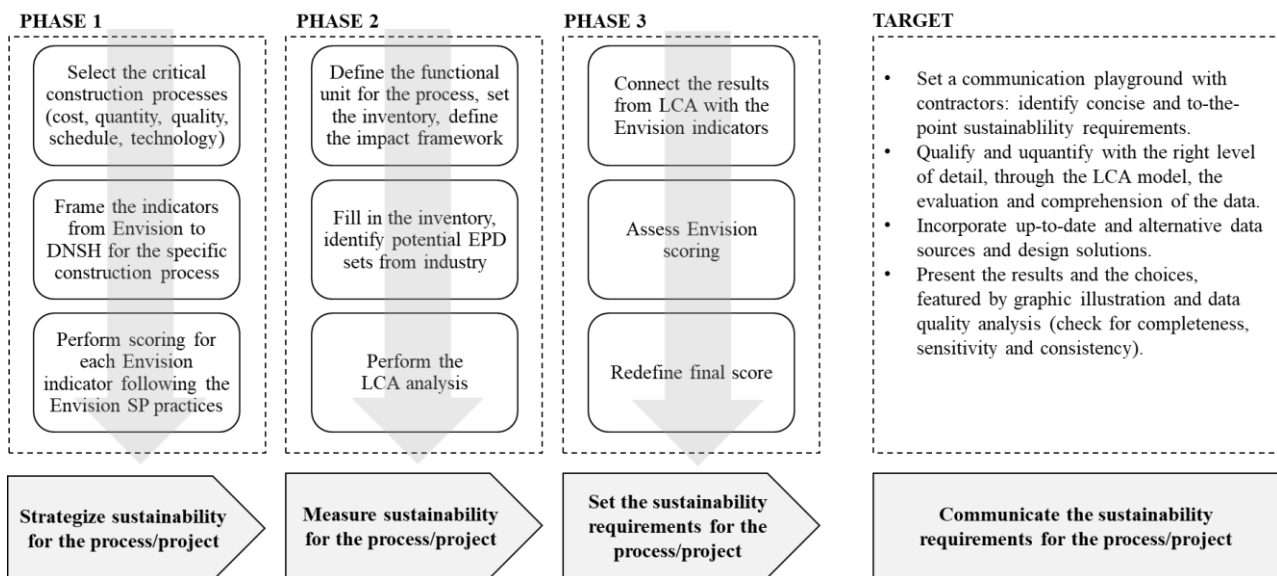 PHASE 1
Select the critical
construction processes
(cost, quantity, quality,
schedule, technology)
Frame the indicators
from Envision to
DNSH for the specific
construction process
Perform scoring for
each Envision
indicator following the
Envision SP practices
Strategize sustainability
for the process/project
PHASE 2
Define the functional
unit for the process, set
the inventory, define
the impact framework
Fill in the inventory,
identify potential EPD
sets from industry
Perform the
LCA analysis
Measure sustainability
for the process/project
PHASE 3
Connect the results
from LCA with the
Envision indicators
Assess Envision
scoring
Redefine final score
Set the sustainability
requirements for the
process/project
TARGET
• Set a communication playground with
contractors: identify concise and to-the-
point sustainablility requirements.
• Qualify and uquantify with the right level
of detail, through the LCA model, the
evaluation and comprehension of the data.
• Incorporate up-to-date and alternative data
sources and design solutions.
• Present the results and the choices,
featured by graphic illustration and data
quality analysis (check for completeness,
sensitivity and consistency).
Communicate the sustainability
requirements for the process/project